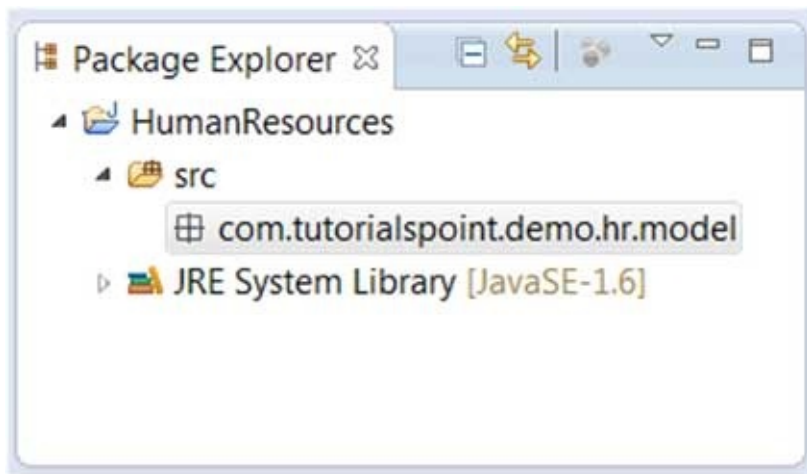 Package Explorer
HumanResources
src
com.tutorialspoint.demo.hr.model
JRE System Library [JavaSE-1.6]